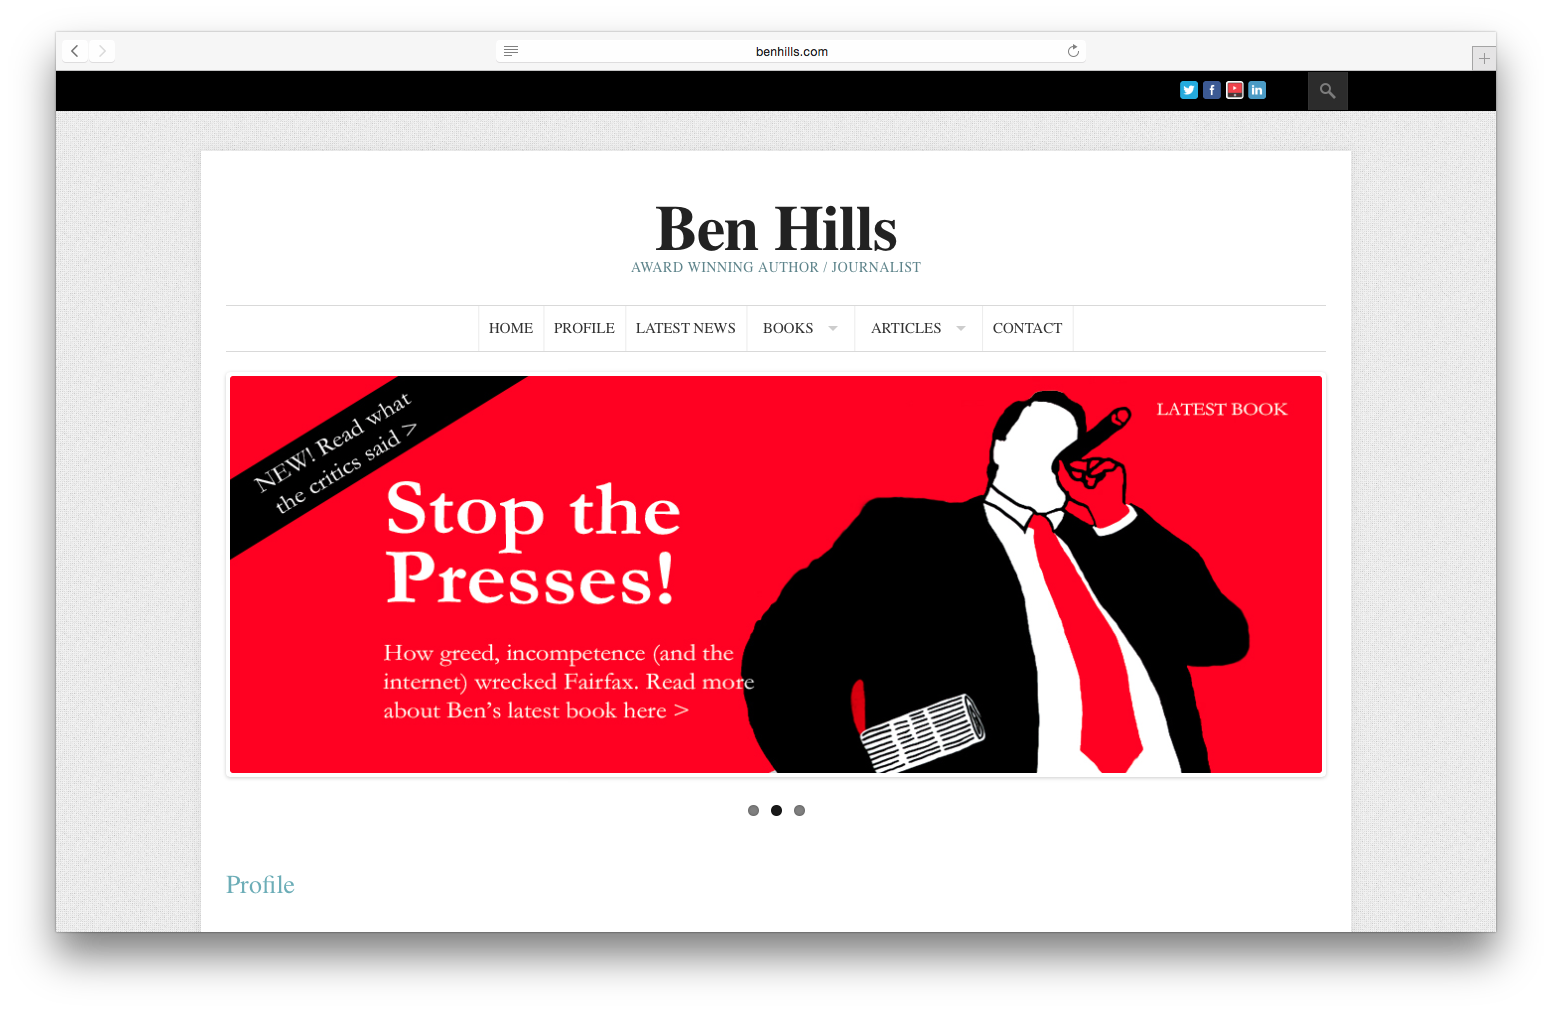 benhills.com
Ben Hills
AWARD WINNING AUTHOR / JOURNALIST
HOME PROFILE LATEST NEWS BOOKS ARTICLES CONTACT
NEW! Read what
the critics said >
LATEST BOOK
Stop the
Presses!
How greed, incompetence (and the
internet) wrecked Fairfax. Read more
about Ben's latest book here >
Profile